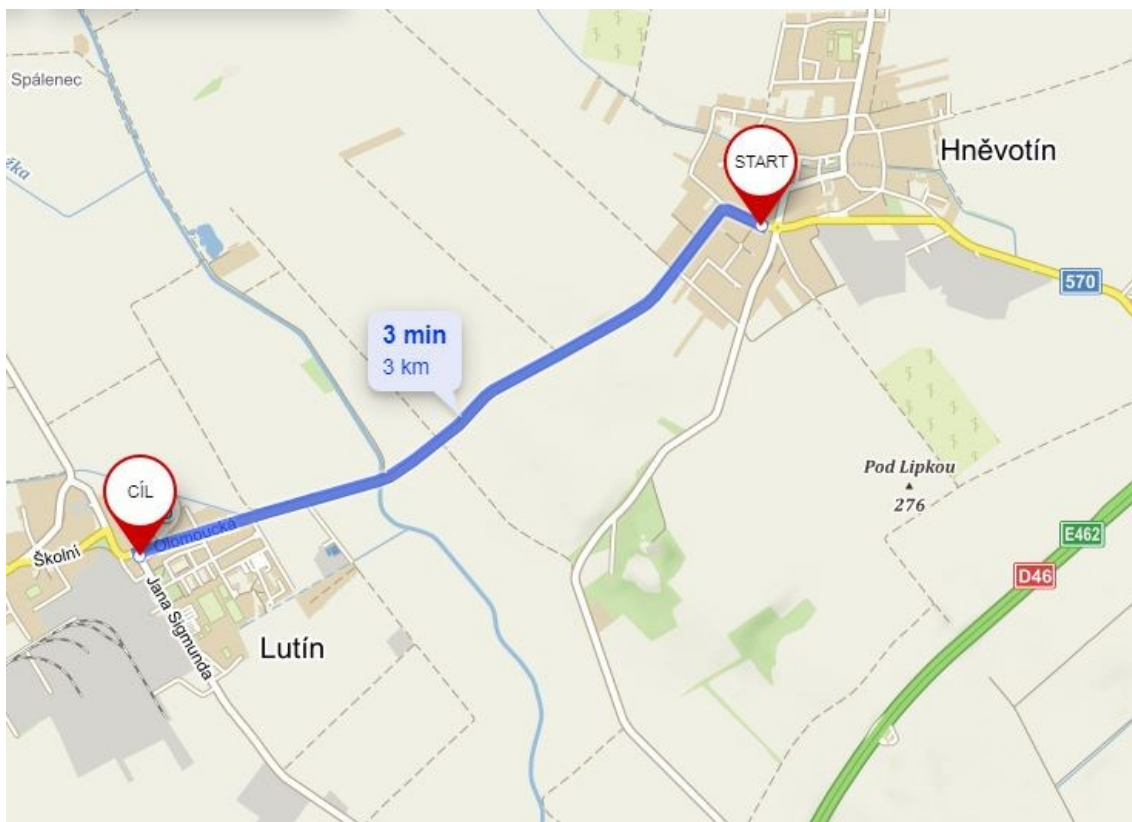 Spálenec
Hněvotín
START
570
3 min
3 km
Pod Lipkou
276
CÍL
E462
Olomoucká
Školní
D46
Jana Sigmunda
Lutín